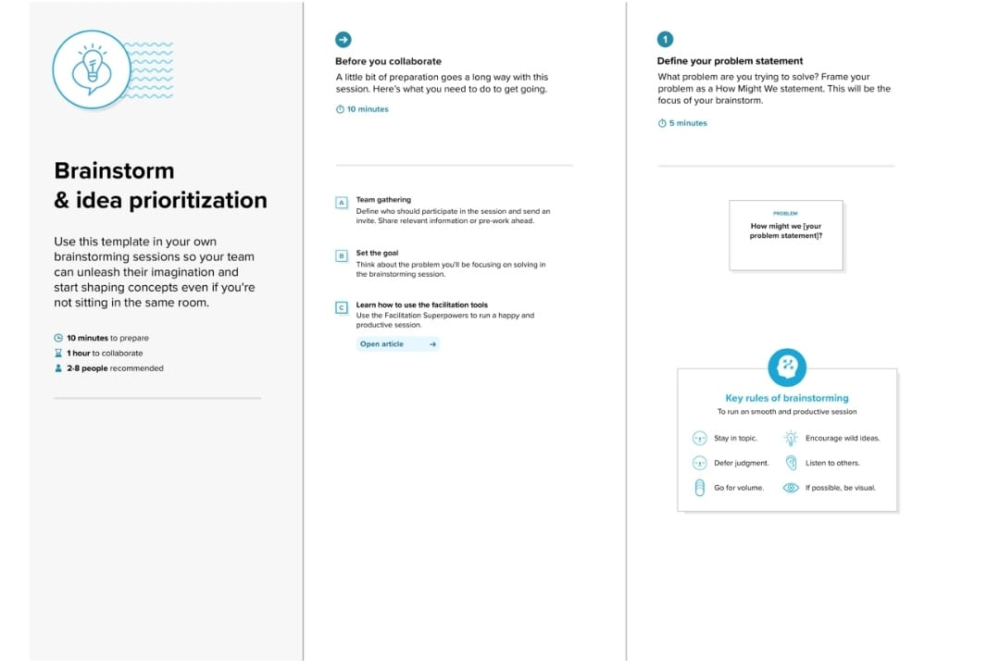 Brainstorm
& idea prioritization
Use this template in your own
brainstorming sessions so your team
can unleash their imagination and
start shaping concepts even if you're
not sitting in the same room.
10 minutes to prepare
1 hour to collaborate
2-8 people recommended
Before you collaborate
A little bit of preparation goes a long way with this
session. Here's what you need to do to get going.
10 minutes
A
Team gathering
Define who should participate in the session and send an
invite. Share relevant information or pre-work ahead.
B
Set the goal
Think about the problem you'll be focusing on solving in
the brainstorming session.
C
Learn how to use the facilitation tools
Use the Facilitation Superpowers to run a happy and
productive session.
Open article
1
Define your problem statement
What problem are you trying to solve? Frame your
problem as a How Might We statement. This will be the
focus of your brainstorm.
5 minutes
PROBLEM
How might we [your
problem statement]?
Key rules of brainstorming
To run an smooth and productive session
Stay in topic.
Encourage wild ideas.
Defer judgment.
Listen to others.
Go for volume.
If possible, be visual.